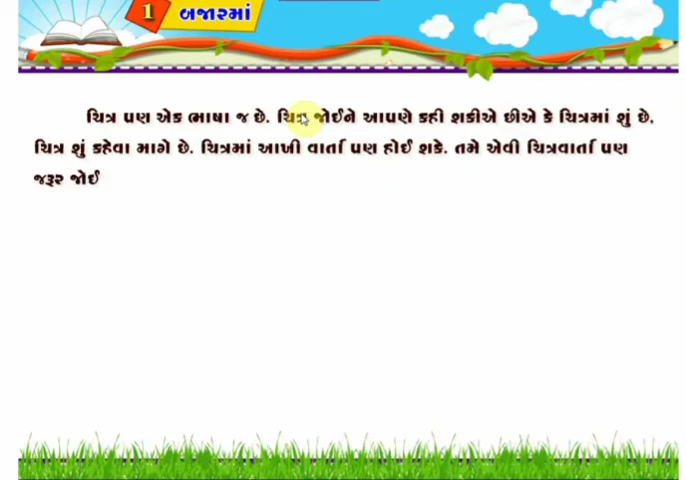 1 બજારમાં
ચિત્ર પણ એક ભાષા જ છે. ચિત્ર જોઈને આપણે કહી શકીએ છીએ કે ચિત્રમાં શું છે,
ચિત્ર શું કહેવા માગે છે. ચિત્રમાં આખી વાર્તા પણ હોઈ શકે. તમે એવી ચિત્રવાર્તા પણ
જરૂર જોઈ